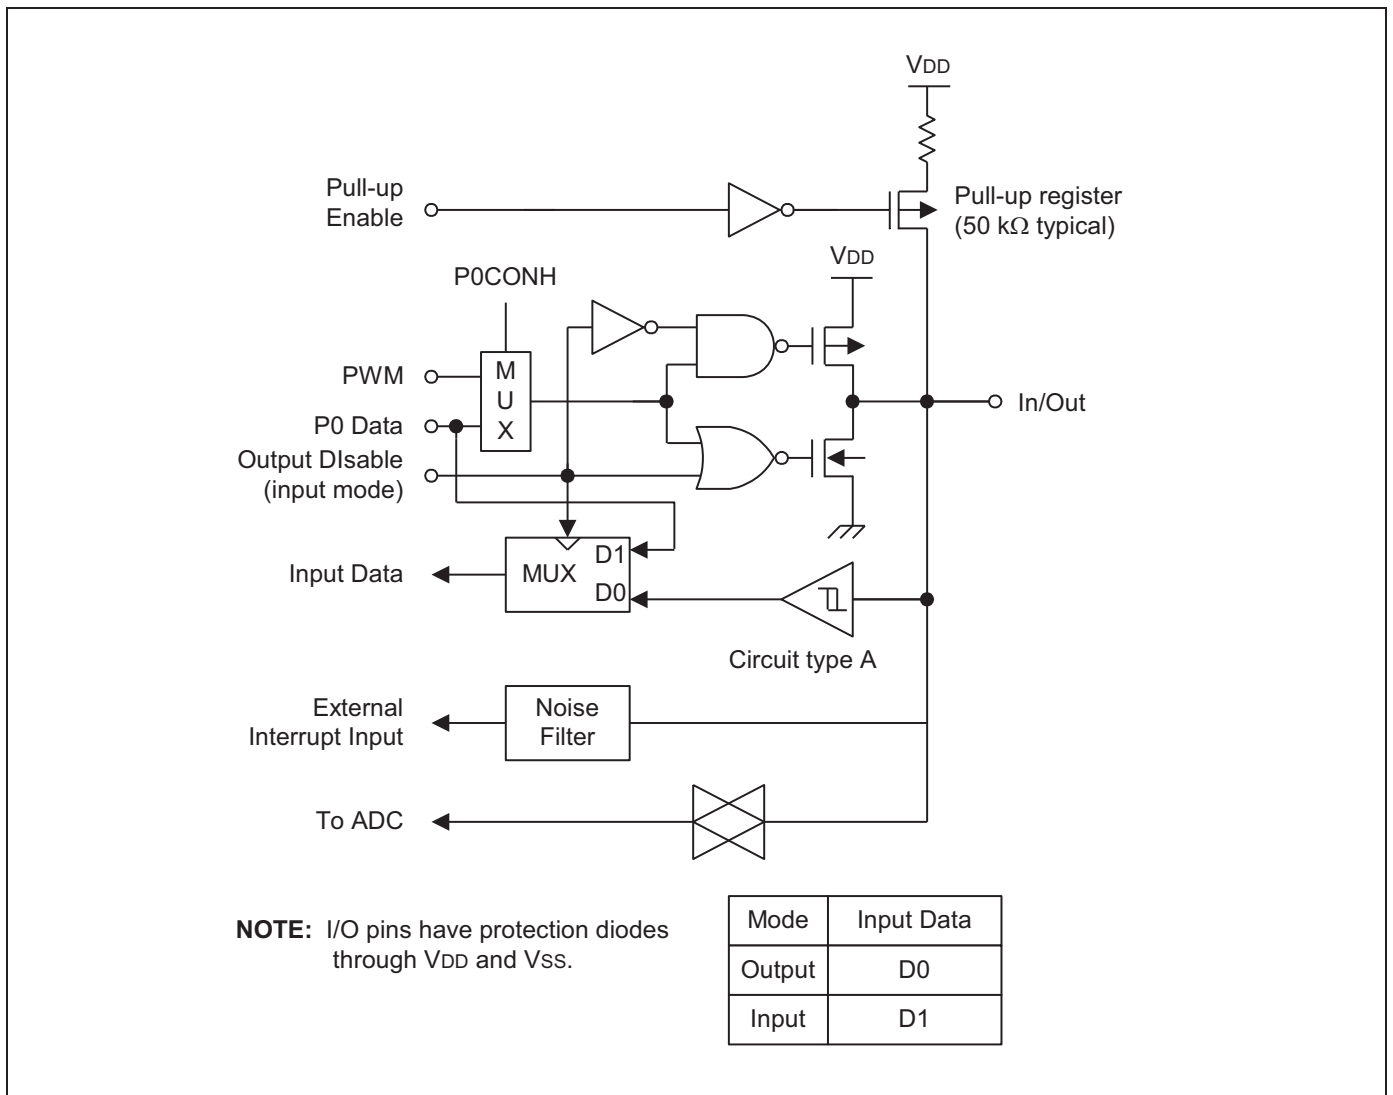 VDD
Pull-up
Enable
Pull-up register
(50 kΩ typical)
VDD
P0CONH
PWM
M
U
X
P0 Data
In/Out
Output DIsable
(input mode)
Input Data
MUX
D1
D0
Circuit type A
External
Interrupt Input
Noise
Filter
To ADC
NOTE: I/O pins have protection diodes
through VDD and VSS.
Mode Input Data
Output D0
Input D1